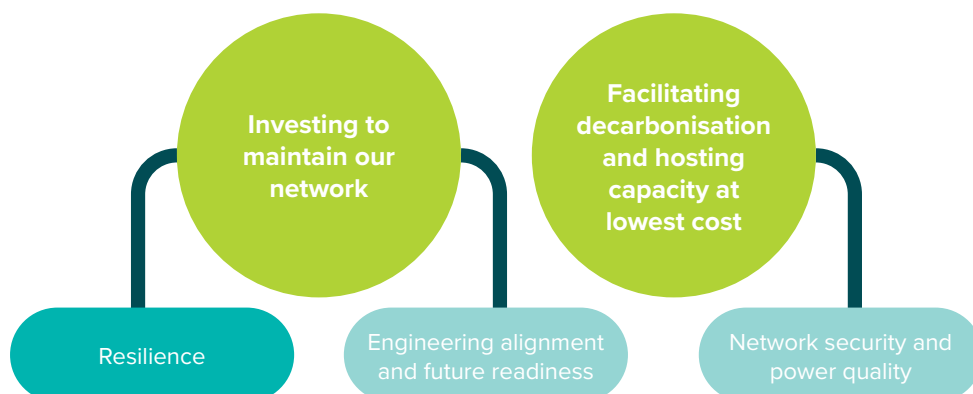 Investing to
maintain our
network
Facilitating
decarbonisation
and hosting
capacity at
lowest cost
Resilience
Engineering alignment
and future readiness
Network security and
power quality